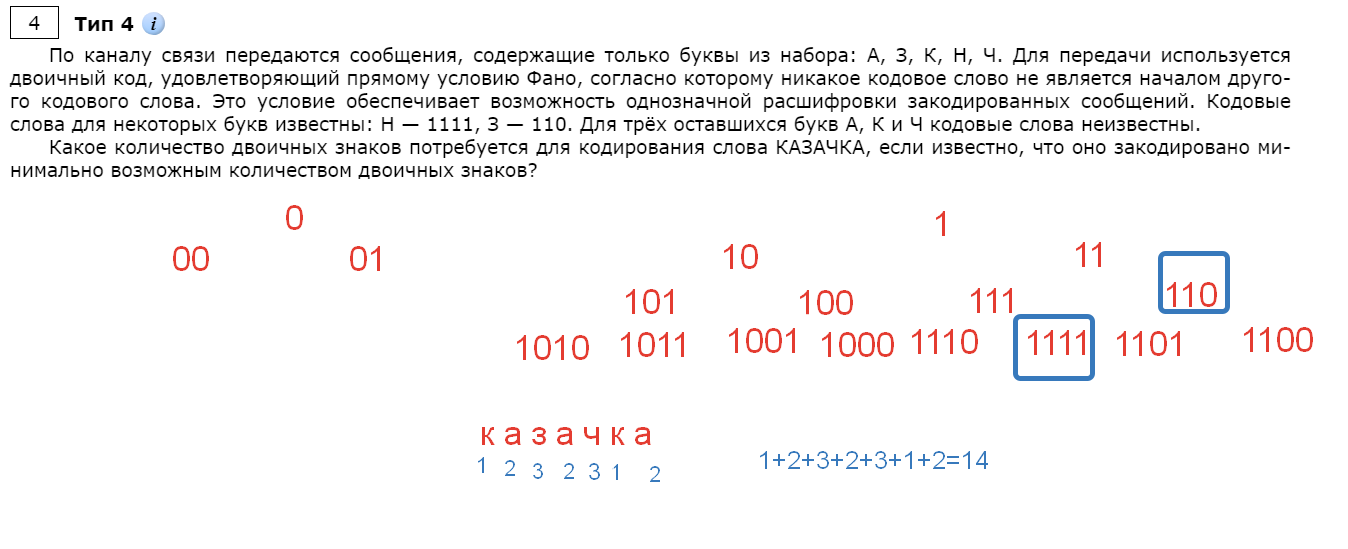 4 Тип 4 i
По каналу связи передаются сообщения, содержащие только буквы из набора: А, З, К, Н, Ч. Для передачи используется
двоичный код, удовлетворяющий прямому условию Фано, согласно которому никакое кодовое слово не является началом друго-
го кодового слова. Это условие обеспечивает возможность однозначной расшифровки закодированных сообщений. Кодовые
слова для некоторых букв известны: Н — 1111, З — 110. Для трёх оставшихся букв А, К и Ч кодовые слова неизвестны.
Какое количество двоичных знаков потребуется для кодирования слова КАЗАЧКА, если известно, что оно закодировано ми-
нимально возможным количеством двоичных знаков?
0 1
00 01 10 11
101 100 111 110
1010 1011 1001 1000 1110 1111 1101 1100
к а з а ч к а
1 2 3 2 3 1 2 1+2+3+2+3+1+2=14